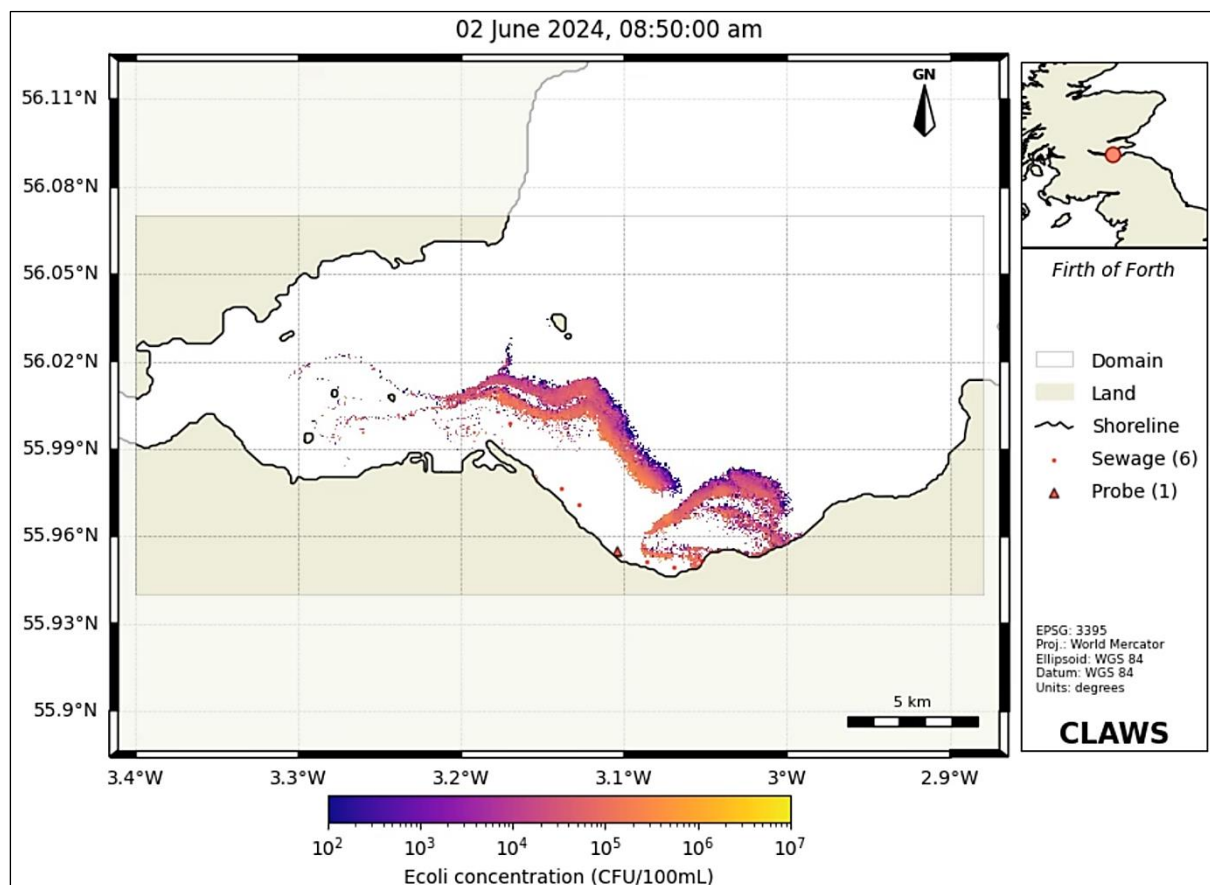 02 June 2024, 08:50:00 am
GN
56.11°N
56.08°N
56.05°N
56.02°N
55.99°N
55.96°N
55.93°N
55.9°N
5 km
3.4°W
3.3°W
3.2°W
3.1°W
3°W
2.9°W
10²
10³
10⁴
10⁵
10⁶
10⁷
Ecoli concentration (CFU/100mL)
Firth of Forth
Domain
Land
Shoreline
Sewage (6)
Probe (1)
EPSG: 3395
Proj.: World Mercator
Ellipsoid: WGS 84
Datum: WGS 84
Units: degrees
CLAWS